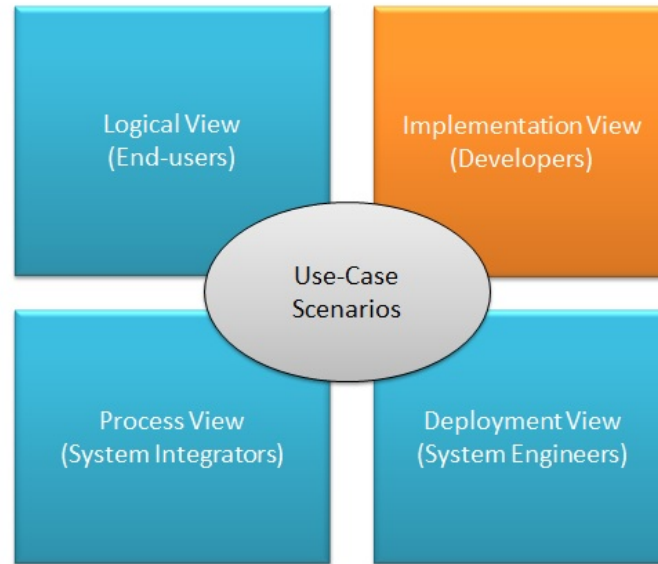 Logical View
(End-users)
Implementation View
(Developers)
Use-Case
Scenarios
Process View
(System Integrators)
Deployment View
(System Engineers)